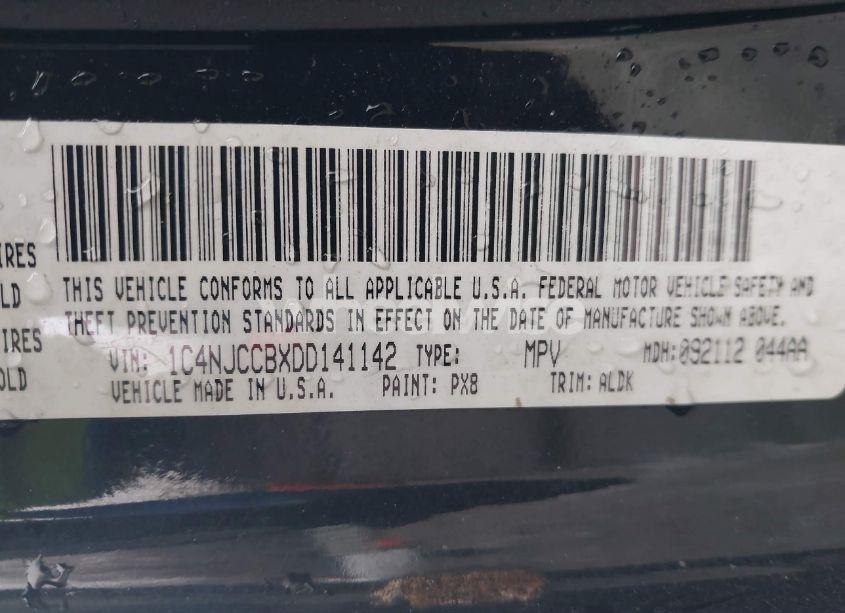 IRES
THIS VEHICLE CONFORMS TO ALL APPLICABLE U.S.A. FEDERAL MOTOR VEHICLE SAFETY AND
OLD
THEFT PREVENTION STANDARDS IN EFFECT ON THE DATE OF MANUFACTURE SHOWN ABOVE.
IRES
VIN: 1C4NJCCBXDD141142 TYPE: MPV MDH:092112 044AA
OLD
VEHICLE MADE IN U.S.A. PAINT: PX8 TRIM: ALDK